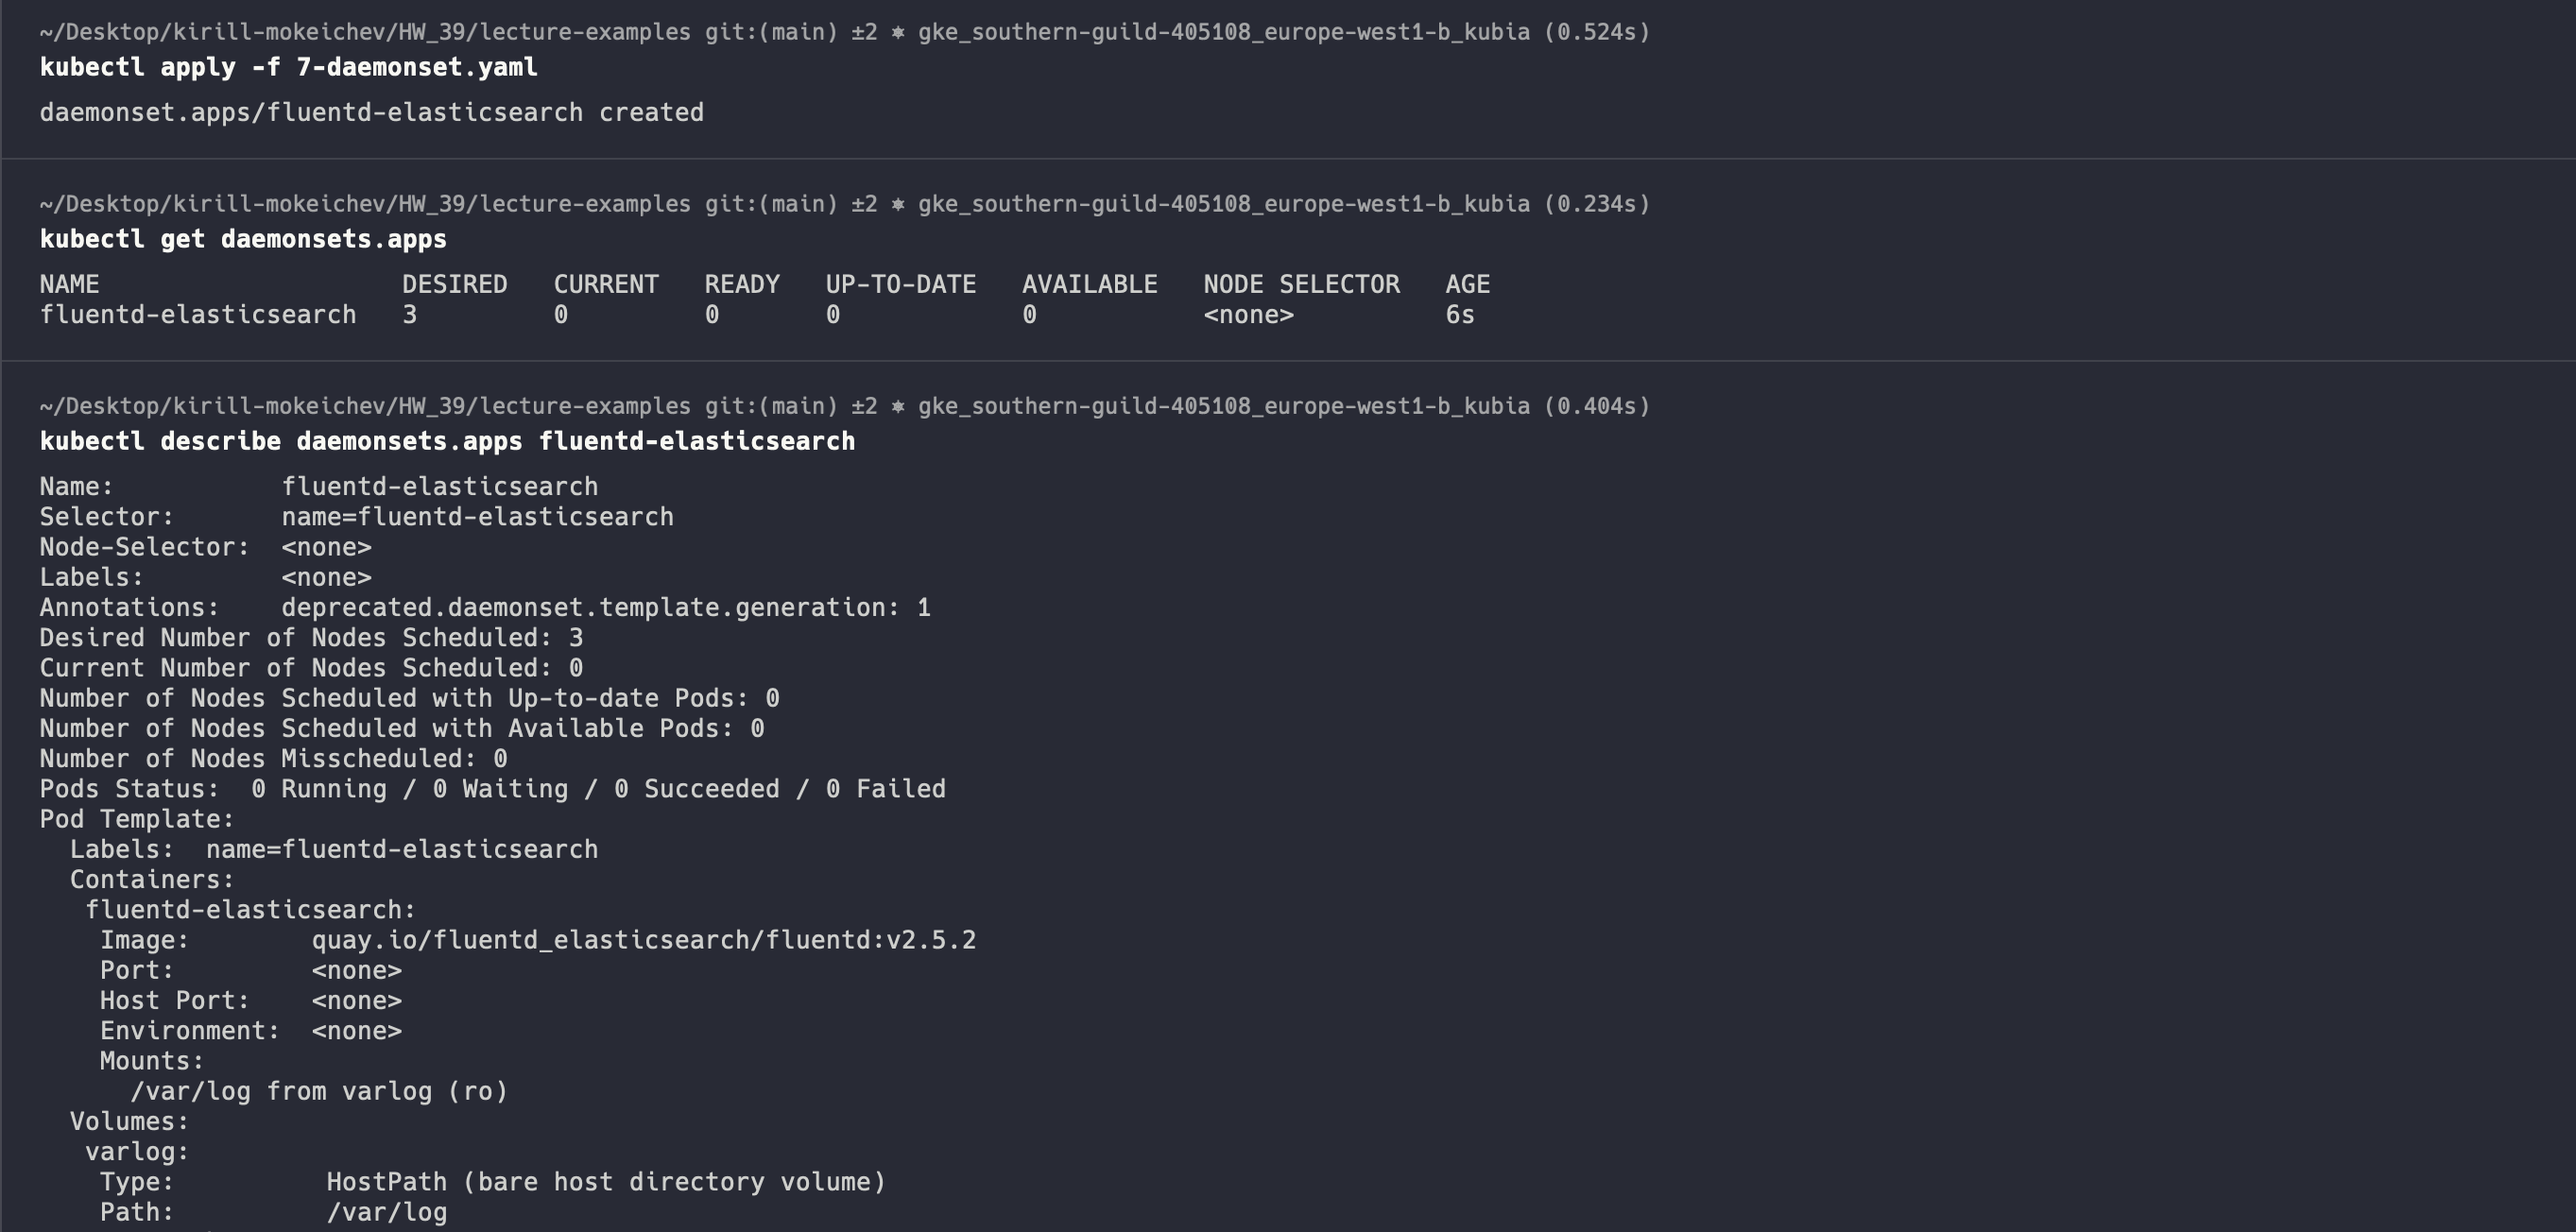 ~/Desktop/kirill-mokeichev/HW_39/lecture-examples git:(main) ±2 ⎈ gke_southern-guild-405108_europe-west1-b_kubia (0.524s)
kubectl apply -f 7-daemonset.yaml
daemonset.apps/fluentd-elasticsearch created
~/Desktop/kirill-mokeichev/HW_39/lecture-examples git:(main) ±2 ⎈ gke_southern-guild-405108_europe-west1-b_kubia (0.234s)
kubectl get daemonsets.apps
NAME                    DESIRED   CURRENT   READY   UP-TO-DATE   AVAILABLE   NODE SELECTOR   AGE
fluentd-elasticsearch   3         0         0       0            0           <none>          6s
~/Desktop/kirill-mokeichev/HW_39/lecture-examples git:(main) ±2 ⎈ gke_southern-guild-405108_europe-west1-b_kubia (0.404s)
kubectl describe daemonsets.apps fluentd-elasticsearch
Name:           fluentd-elasticsearch
Selector:       name=fluentd-elasticsearch
Node-Selector:  <none>
Labels:         <none>
Annotations:    deprecated.daemonset.template.generation: 1
Desired Number of Nodes Scheduled: 3
Current Number of Nodes Scheduled: 0
Number of Nodes Scheduled with Up-to-date Pods: 0
Number of Nodes Scheduled with Available Pods: 0
Number of Nodes Misscheduled: 0
Pods Status:  0 Running / 0 Waiting / 0 Succeeded / 0 Failed
Pod Template:
  Labels:  name=fluentd-elasticsearch
  Containers:
   fluentd-elasticsearch:
    Image:        quay.io/fluentd_elasticsearch/fluentd:v2.5.2
    Port:         <none>
    Host Port:    <none>
    Environment:  <none>
    Mounts:
      /var/log from varlog (ro)
  Volumes:
   varlog:
    Type:          HostPath (bare host directory volume)
    Path:          /var/log